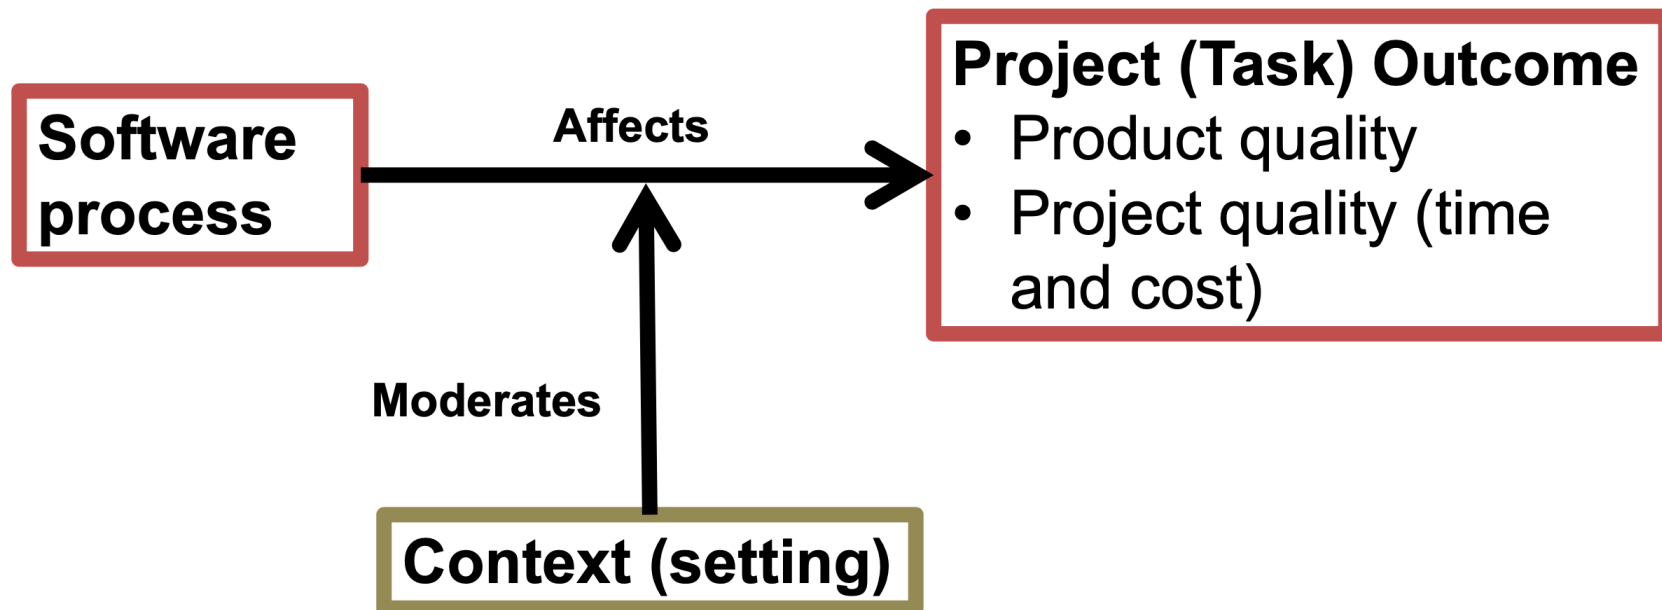 Software
process
Affects
Project (Task) Outcome
• Product quality
• Project quality (time
and cost)
Moderates
Context (setting)